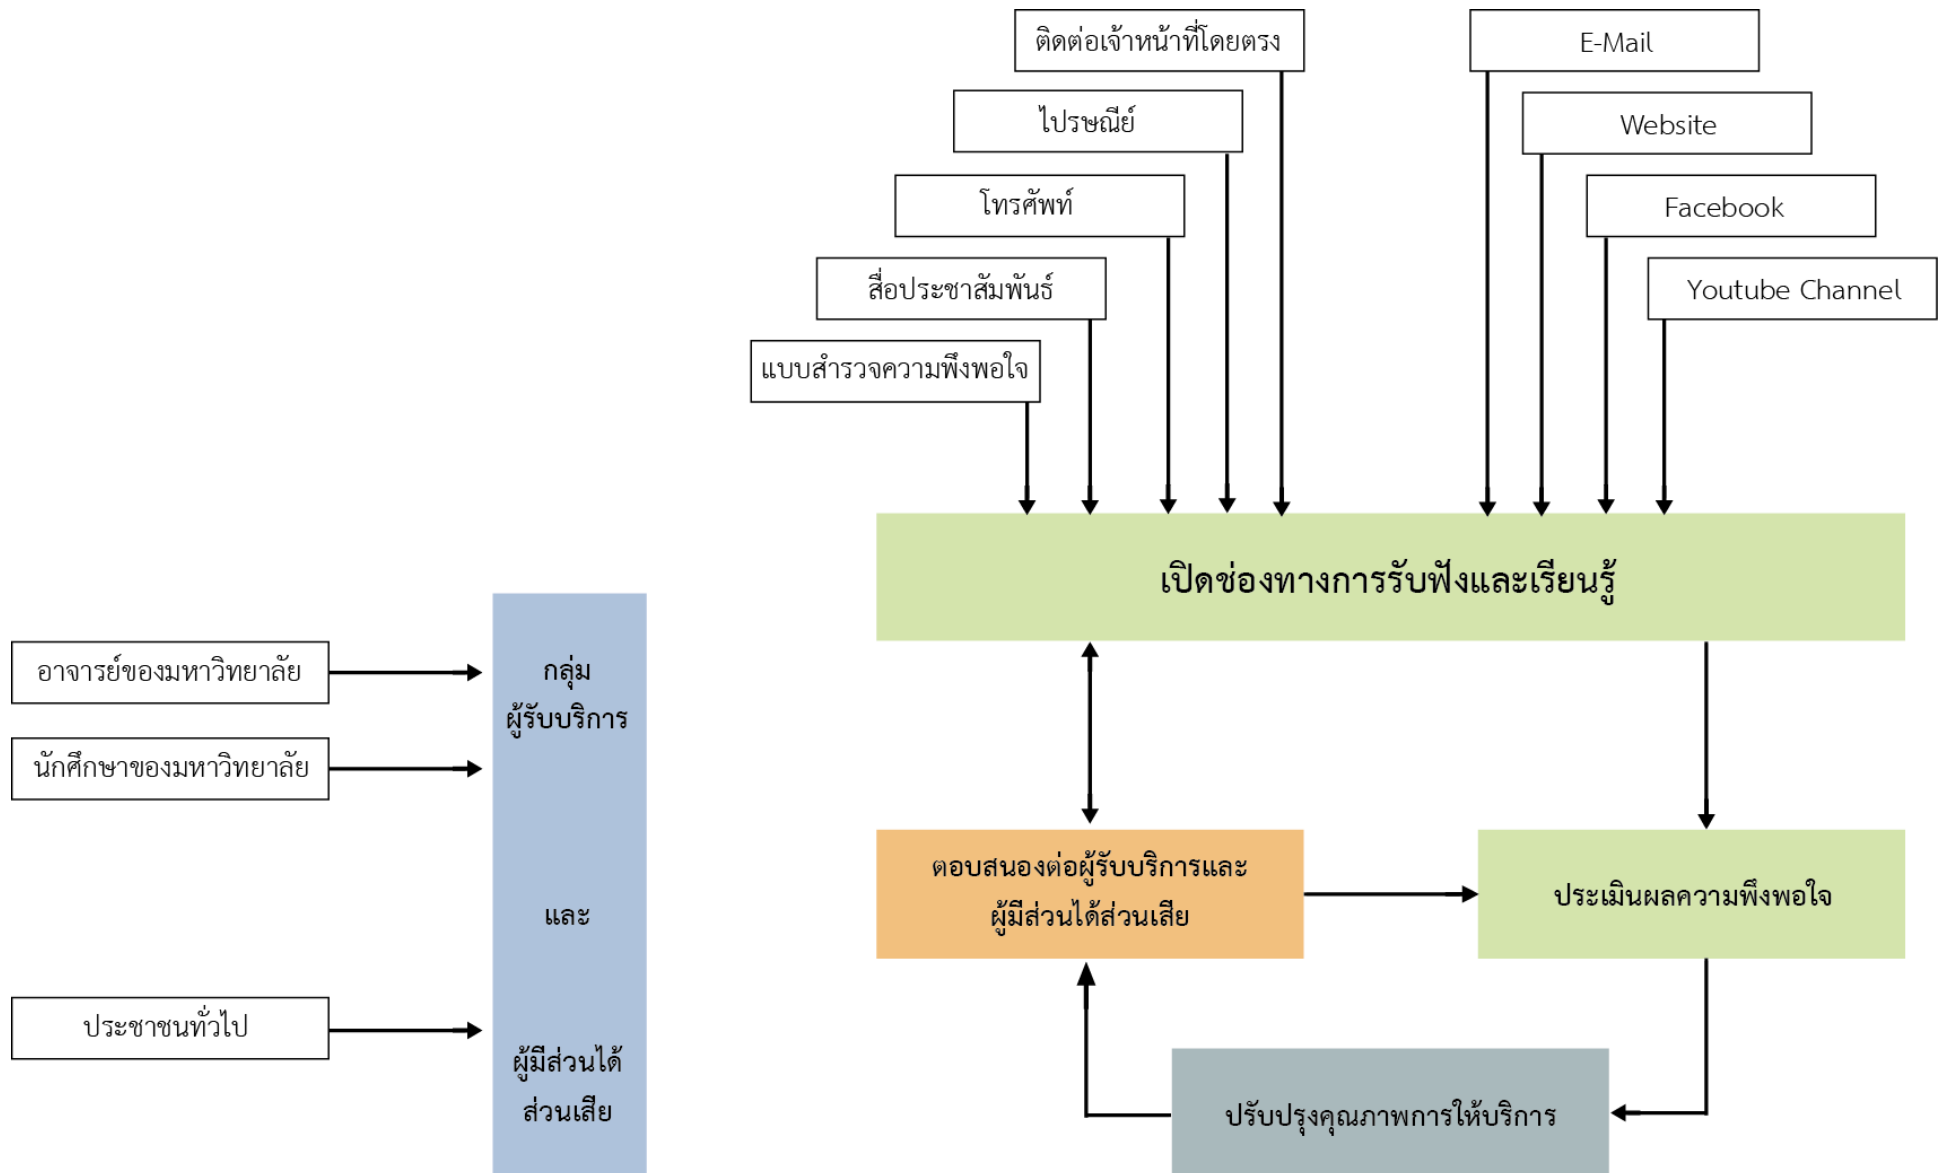 ติดต่อเจ้าหน้าที่โดยตรง
E-Mail
ไปรษณีย์
Website
โทรศัพท์
Facebook
สื่อประชาสัมพันธ์
Youtube Channel
แบบสำรวจความพึงพอใจ
เปิดช่องทางการรับฟังและเรียนรู้
อาจารย์ของมหาวิทยาลัย
นักศึกษาของมหาวิทยาลัย
ประชาชนทั่วไป
กลุ่ม
ผู้รับบริการ
และ
ผู้มีส่วนได้
ส่วนเสีย
ตอบสนองต่อผู้รับบริการและ
ผู้มีส่วนได้ส่วนเสีย
ประเมินผลความพึงพอใจ
ปรับปรุงคุณภาพการให้บริการ